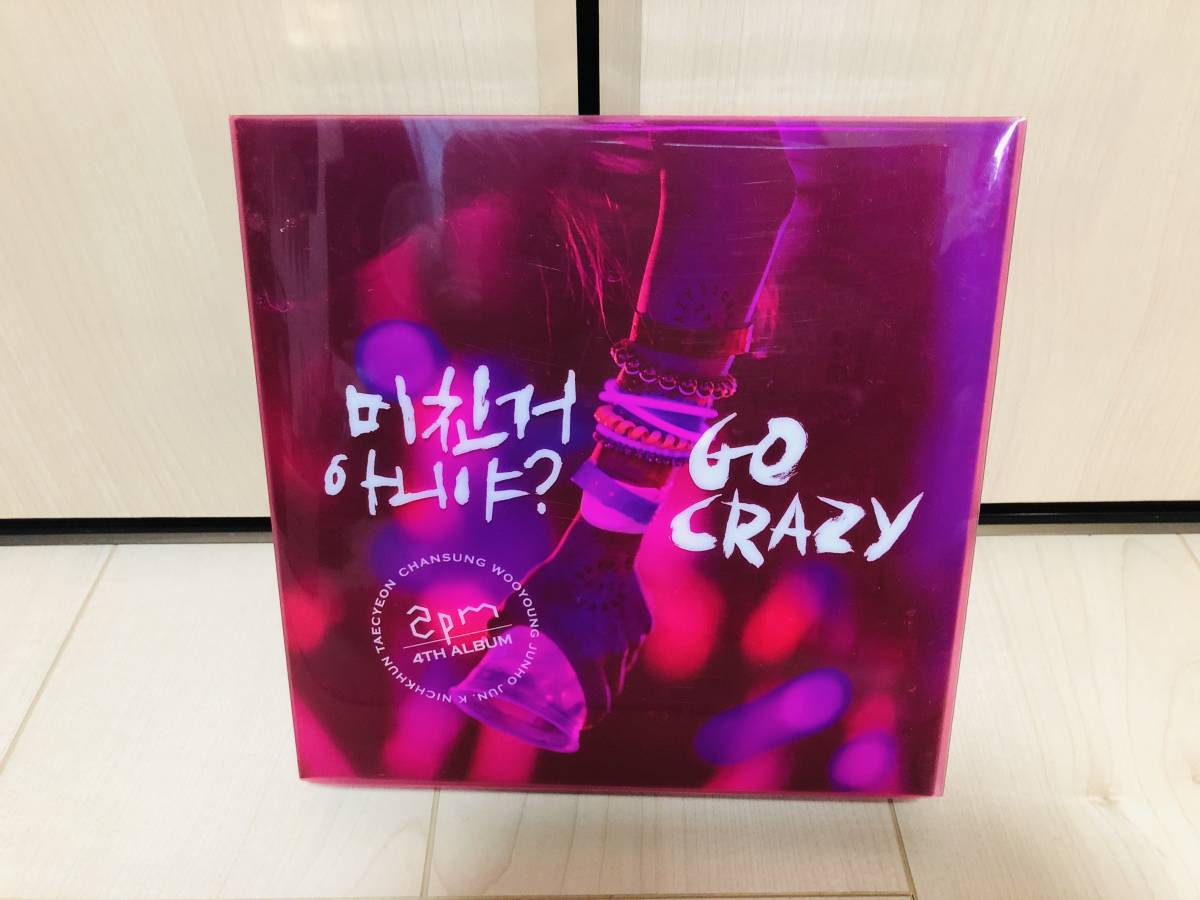 미친거
아니야?
GO
CRAZY
TAECYEON CHANSUNG WOOYOUNG JUNHO JUN. K NICHKHUN
2pm
4TH ALBUM